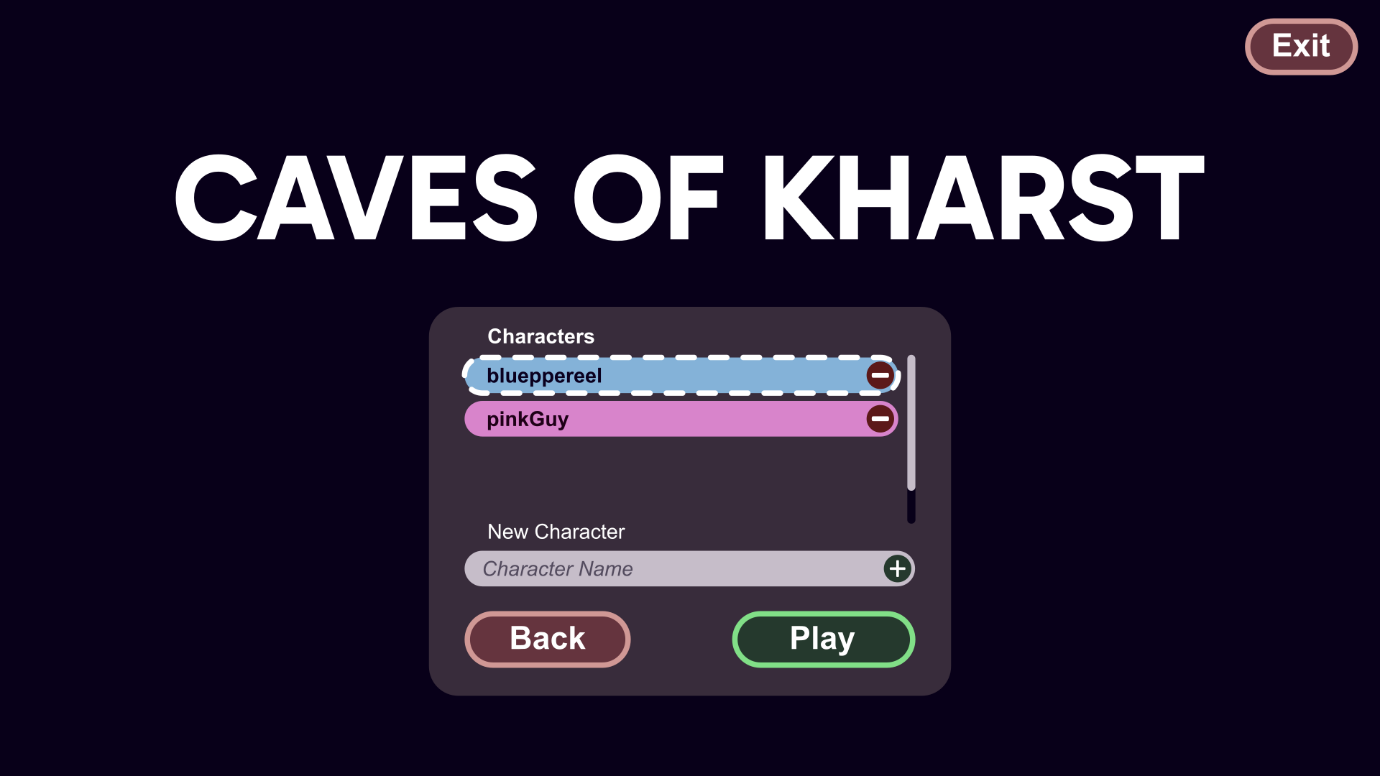 Exit
CAVES OF KHARST
Characters
blueppereel
pinkGuy
New Character
Character Name
Back
Play